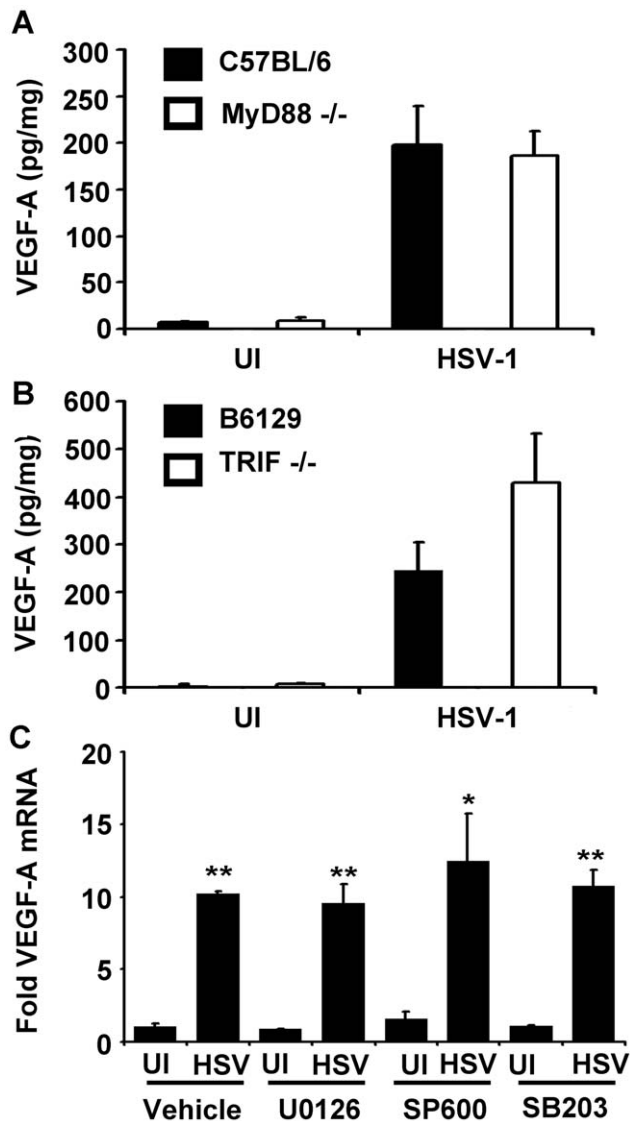 A
VEGF-A (pg/mg)
300
250
200
150
100
50
0
C57BL/6
MyD88 -/-
UI HSV-1
B
VEGF-A (pg/mg)
600
500
400
300
200
100
0
B6129
TRIF -/-
UI HSV-1
C
Fold VEGF-A mRNA
20
15
10
5
0
** ** * **
UI HSV UI HSV UI HSV UI HSV
Vehicle U0126 SP600 SB203